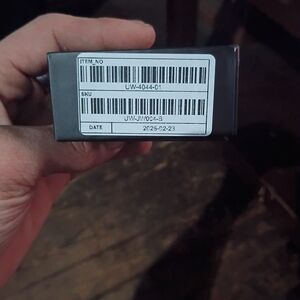 ITEM_NO
UW-4044-01
SKU
UW-JW004-B
DATE 2025-02-23